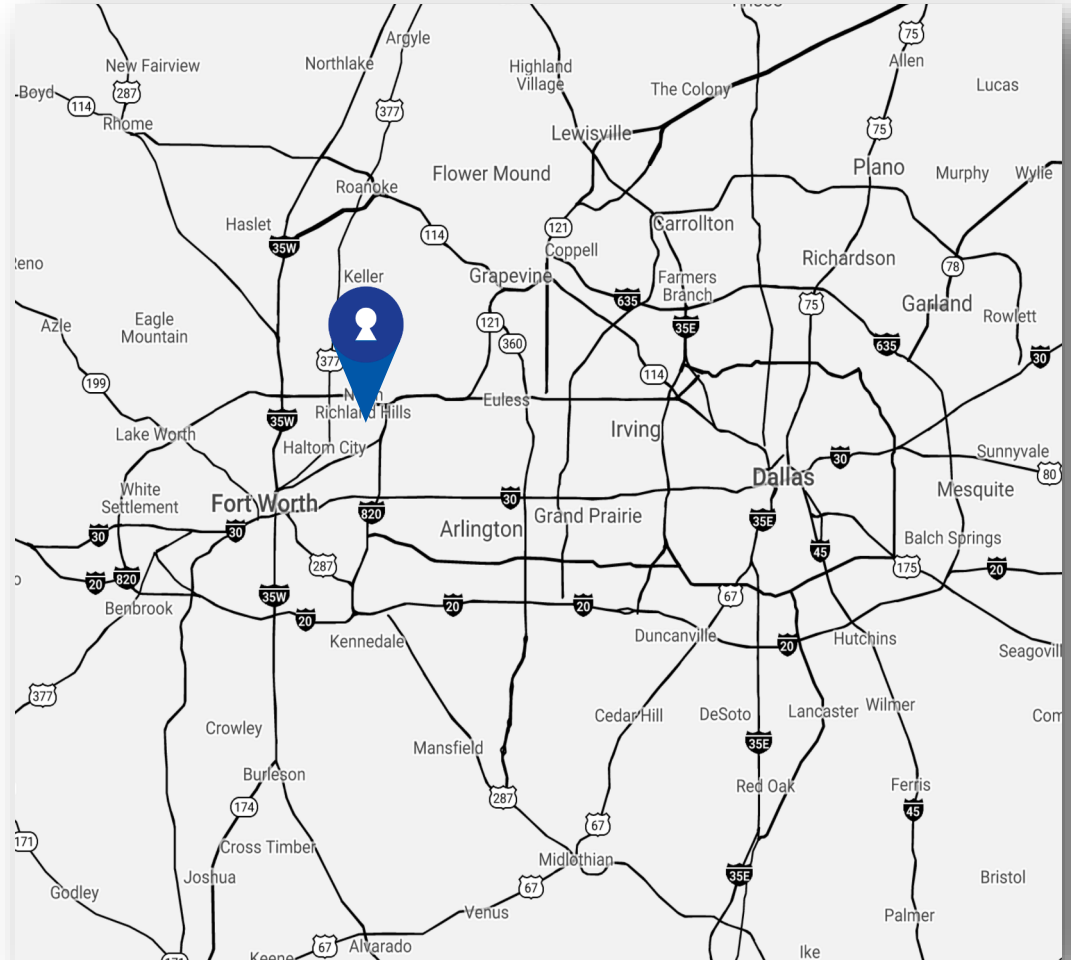 Argyle
75
New Fairview
Northlake
Allen
Highland
Village
Lucas
287
Boyd
The Colony
114
377
Rhome
75
Lewisville
Plano
Flower Mound
Murphy
Wylie
Roanoke
Haslet
Carrollton
121
114
35W
Coppell
Richardson
78
Grapevine
Keller
Farmers
Branch
635
75
Garland
Rowlett
Azle
Eagle
Mountain
121
35E
360
635
377
30
199
114
Richland Hills
Euless
35W
Irving
Lake Worth
Haltom City
30
Sunnyvale
80
Dallas
White
Settlement
Fort Worth
Mesquite
30
820
Grand Prairie
35E
Arlington
30
30
Balch Springs
45
287
175
20
20
820
35W
67
Benbrook
20
20
20
Kennedale
Duncanville
Hutchins
20
Seagovill
377
Crowley
Cedar Hill
DeSoto
Lancaster
Wilmer
Com
Mansfield
35E
Burleson
Red Oak
Ferris
287
174
45
67
171
Cross Timber
Midlothian
Joshua
35E
Bristol
Godley
67
Venus
Palmer
67
Alvarado
Ike
Keene
171